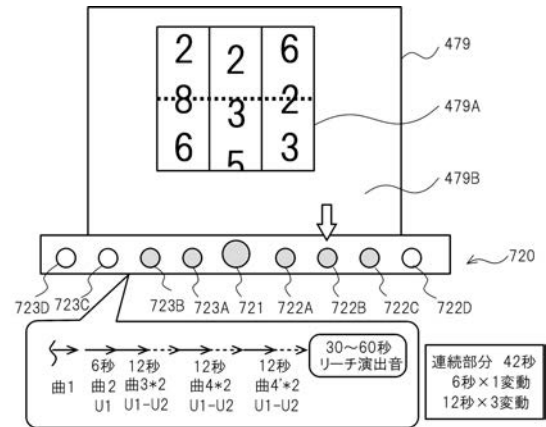 2 2 6
479
8 3 2
479A
6 5 3
479B
720
723D 723C 723B 723A 721 722A 722B 722C 722D
6秒 12秒 12秒 12秒 30~60秒
曲1 曲2 曲3*2 曲4*2 曲4'*2 リーチ演出音
U1 U1-U2 U1-U2 U1-U2
連続部分 42秒
6秒×1変動
12秒×3変動